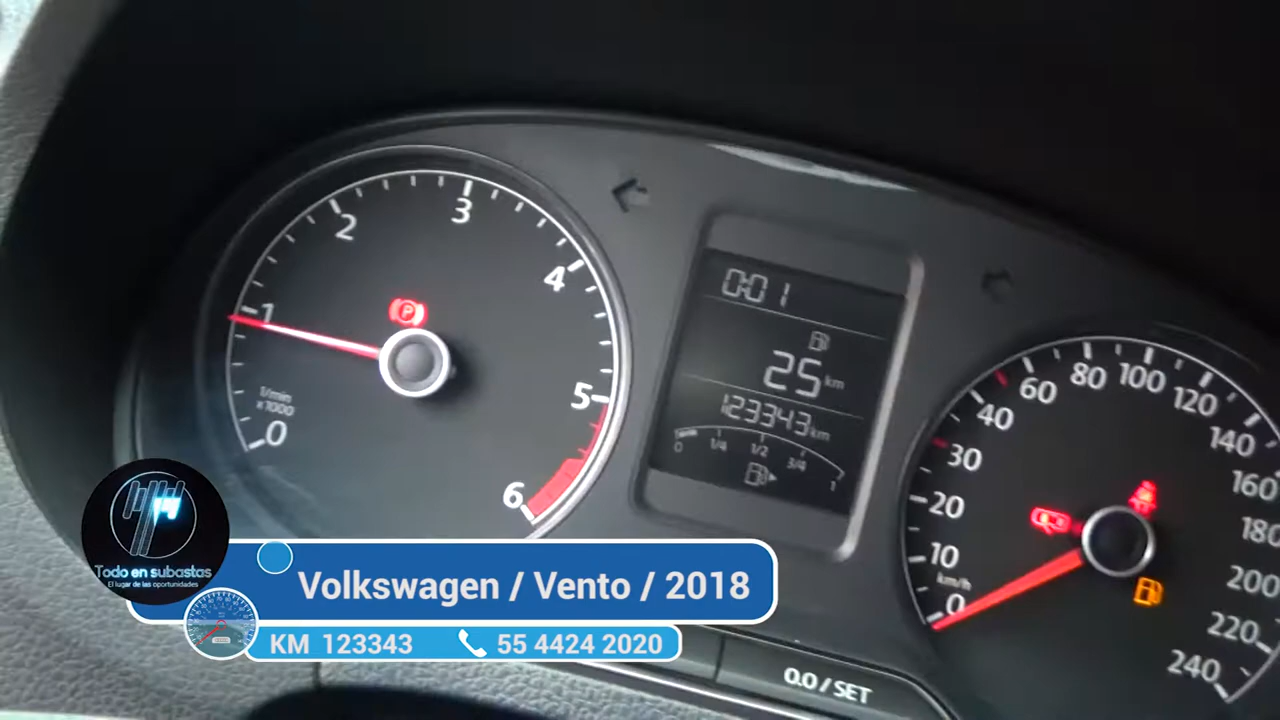 0
1
2
3
4
5
6
1/min
x 1000
P
0:01
25 km
123343 km
0 1/4 1/2 3/4 1
0
10
20
30
40
60
80
100
120
140
160
180
200
220
240
km/h
0.0 / SET
Todo en subastas
El lugar de las oportunidades
Volkswagen / Vento / 2018
KM 123343
55 4424 2020